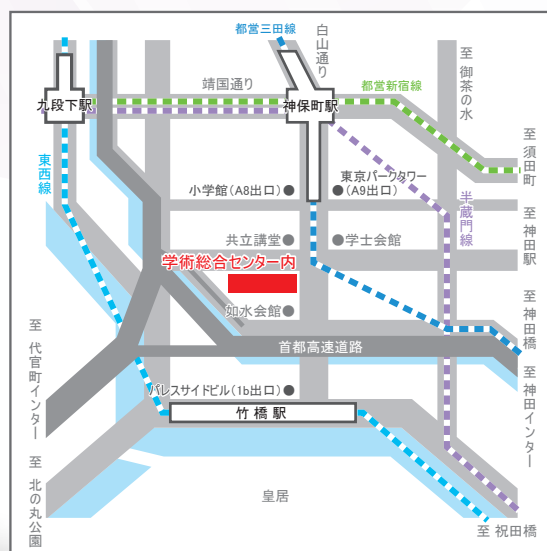 都営三田線
白山通り
靖国通り
都営新宿線
至 御茶の水
九段下駅
神保町駅
至 須田町
東西線
小学館(A8出口)
東京パークタワー
(A9出口)
半蔵門線
至 神田駅
共立講堂
学士会館
学術総合センター内
如水会館
至 神田橋
首都高速道路
至 代官町インター
至 神田インター
パレスサイドビル(1b出口)
竹橋駅
至 北の丸公園
皇居
至 祝田橋